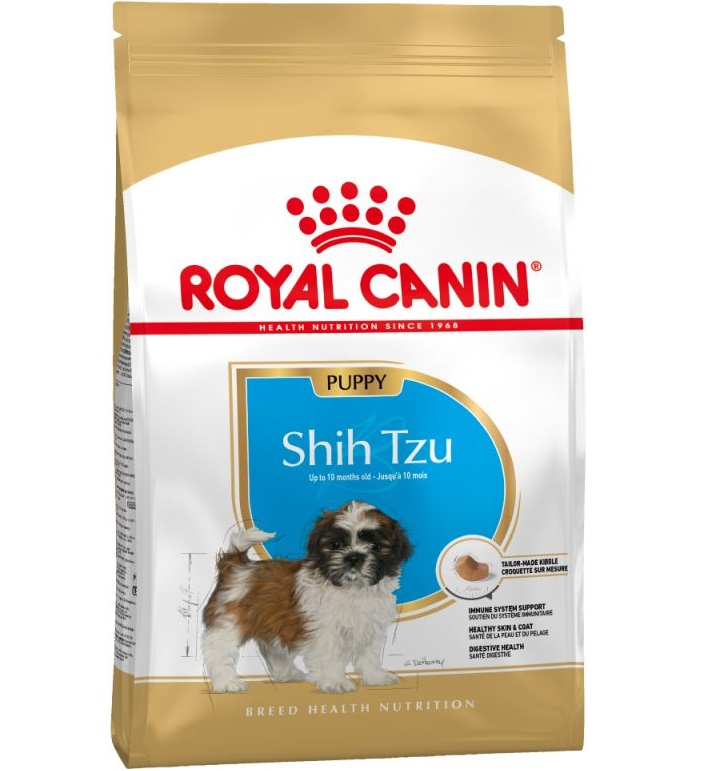 ROYAL CANIN®
HEALTH NUTRITION SINCE 1968
PUPPY
Shih Tzu
Up to 10 months old - Jusqu'à 10 mois
TAILOR-MADE KIBBLE
CROQUETTE SUR MESURE
IMMUNE SYSTEM SUPPORT
SOUTIEN DU SYSTÈME IMMUNITAIRE
HEALTHY SKIN & COAT
SANTÉ DE LA PEAU ET DU PELAGE
DIGESTIVE HEALTH
SANTÉ DIGESTIVE
BREED HEALTH NUTRITION